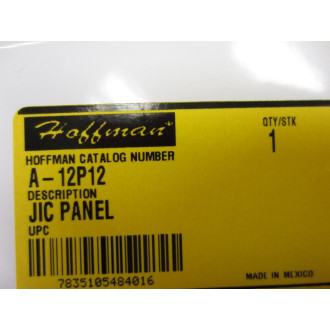 Hoffman
QTY/STK
1
HOFFMAN CATALOG NUMBER
A-12P12
DESCRIPTION
JIC PANEL
UPC
7835105484016
MADE IN MEXICO